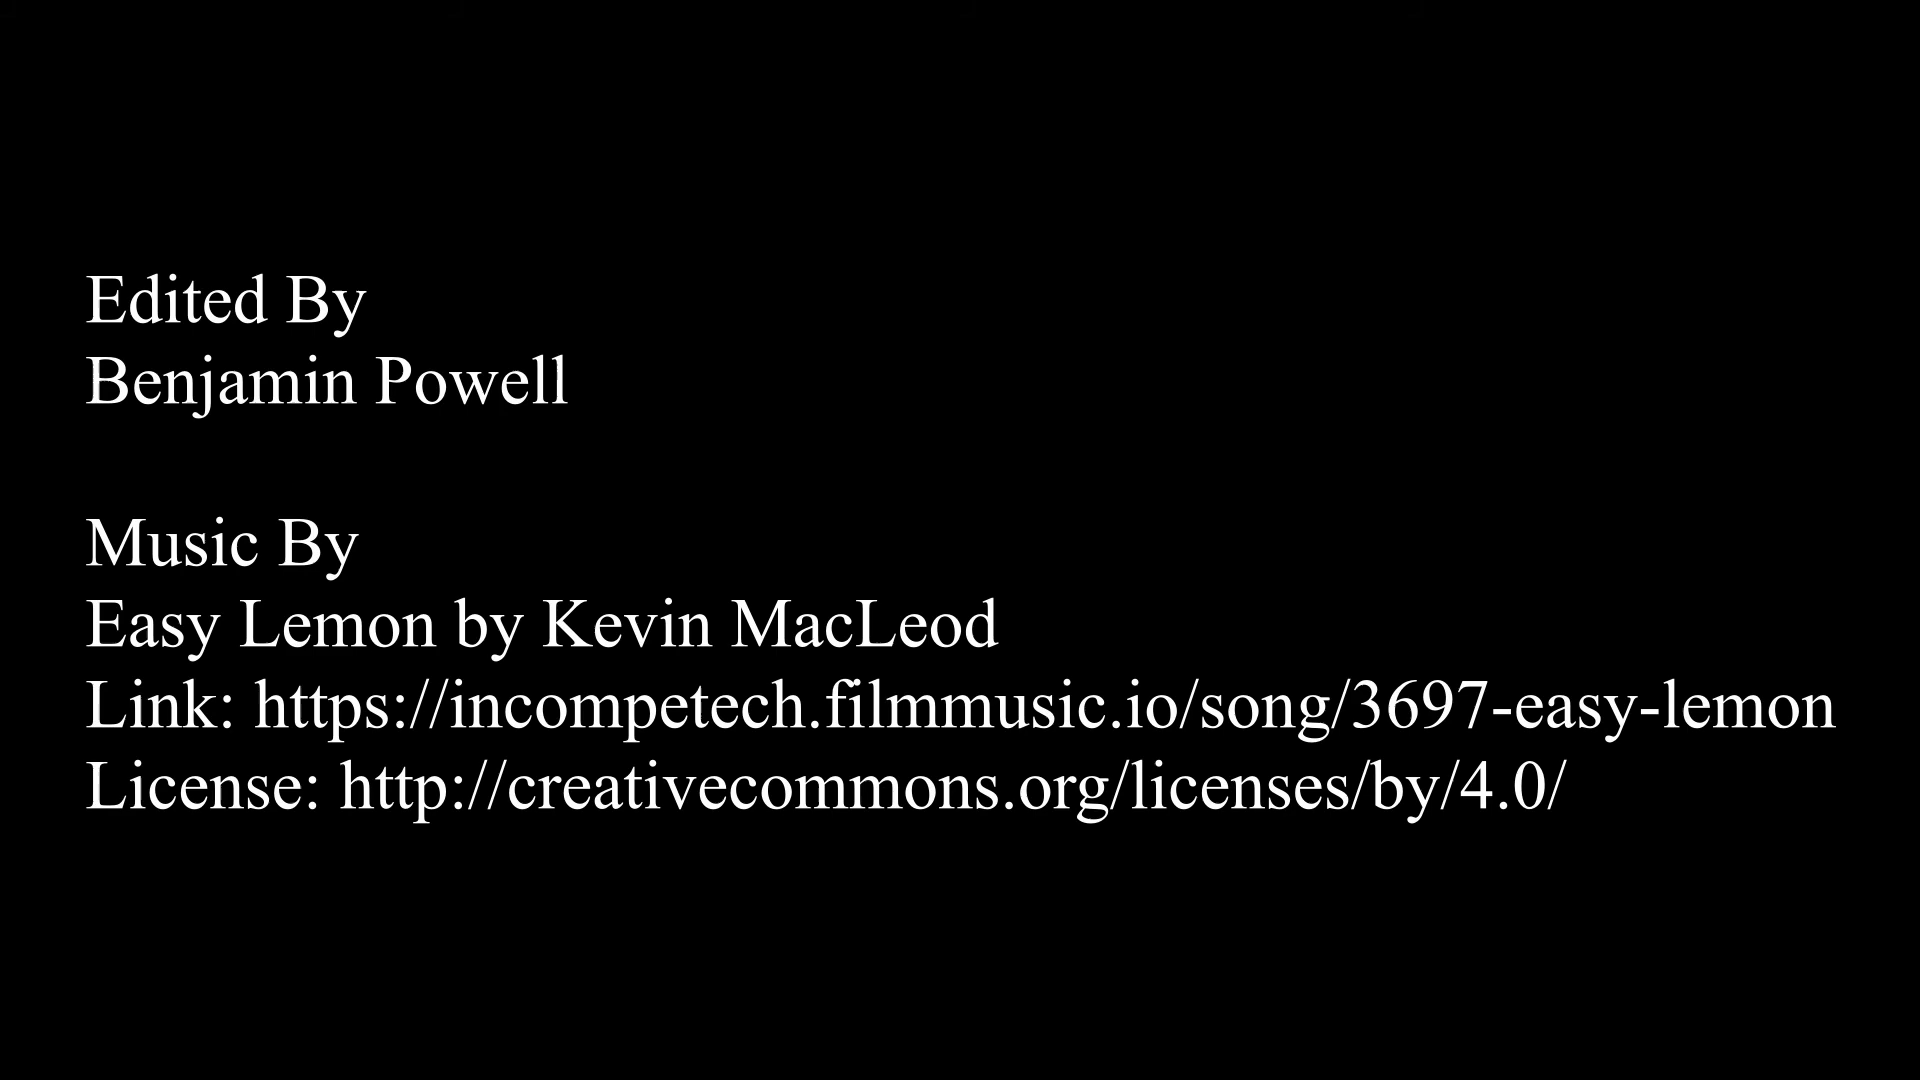 Edited By
Benjamin Powell
Music By
Easy Lemon by Kevin MacLeod
Link: https://incompetech.filmmusic.io/song/3697-easy-lemon
License: http://creativecommons.org/licenses/by/4.0/